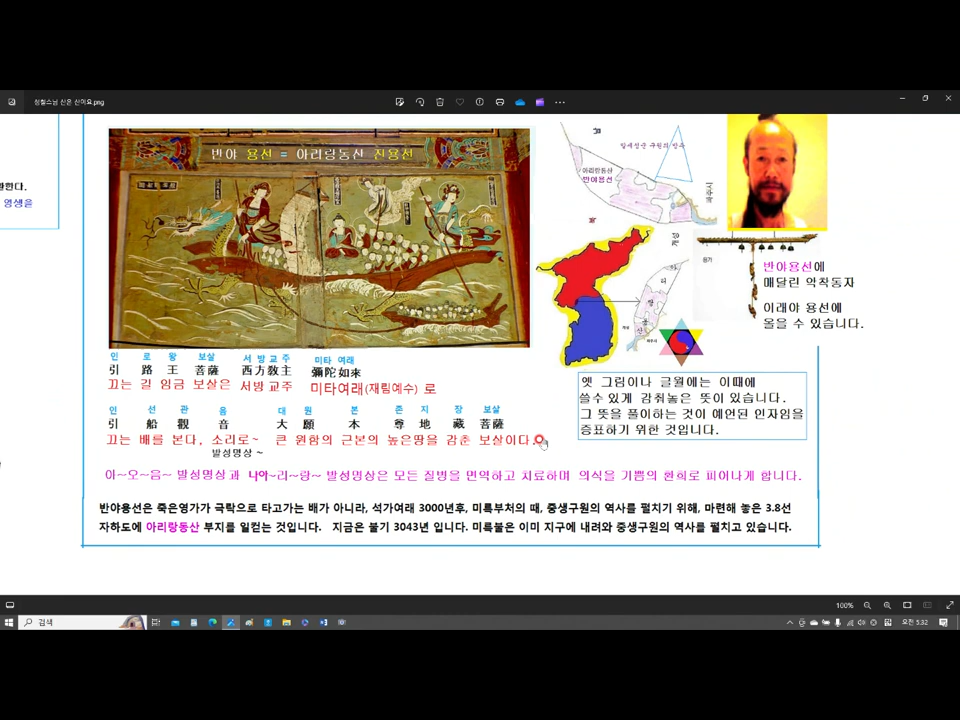 성철스님 산은 산이요.png
할한다.
영생을
반야 용선 = 아리랑동산 진용선
아리랑동산
반야용선
반야용선에
매달린 악착동자
이래야 용선에
올을 수 있습니다.
인 로 왕 보살 서 방 교 주 미타 여래
引 路 王 菩薩 西方敎主 彌陀如來
끄는 길 임금 보살은 서방 교주 미타여래(재림예수) 로
인 선 관 음 대 원 본 존 지 장 보살
引 船 觀 音 大 願 本 尊 地 藏 菩薩
끄는 배를 본다, 소리로~ 큰 원함의 근본의 높은땅을 감춘 보살이다.
발성명상 ~
옛 그림이나 글월에는 이때에
쓸수 있게 감춰놓은 뜻이 있습니다.
그 뜻을 풀이하는 것이 예언된 인자임을
증표하기 위한 것입니다.
이~오~음~ 발성명상과 나아~리~랑~ 발성명상은 모든 질병을 면역하고 치료하며 의식을 기쁨의 환희로 피어나게 합니다.
반야용선은 죽은영가가 극락으로 타고가는 배가 아니라, 석가여래 3000년후, 미륵부처의 때, 중생구원의 역사를 펼치기 위해, 마련해 놓은 3.8선
자하도에 아리랑동산 부지를 일컫는 것입니다. 지금은 불기 3043년 입니다. 미륵불은 이미 지구에 내려와 중생구원의 역사를 펼치고 있습니다.
100%
검색
오전 5:32